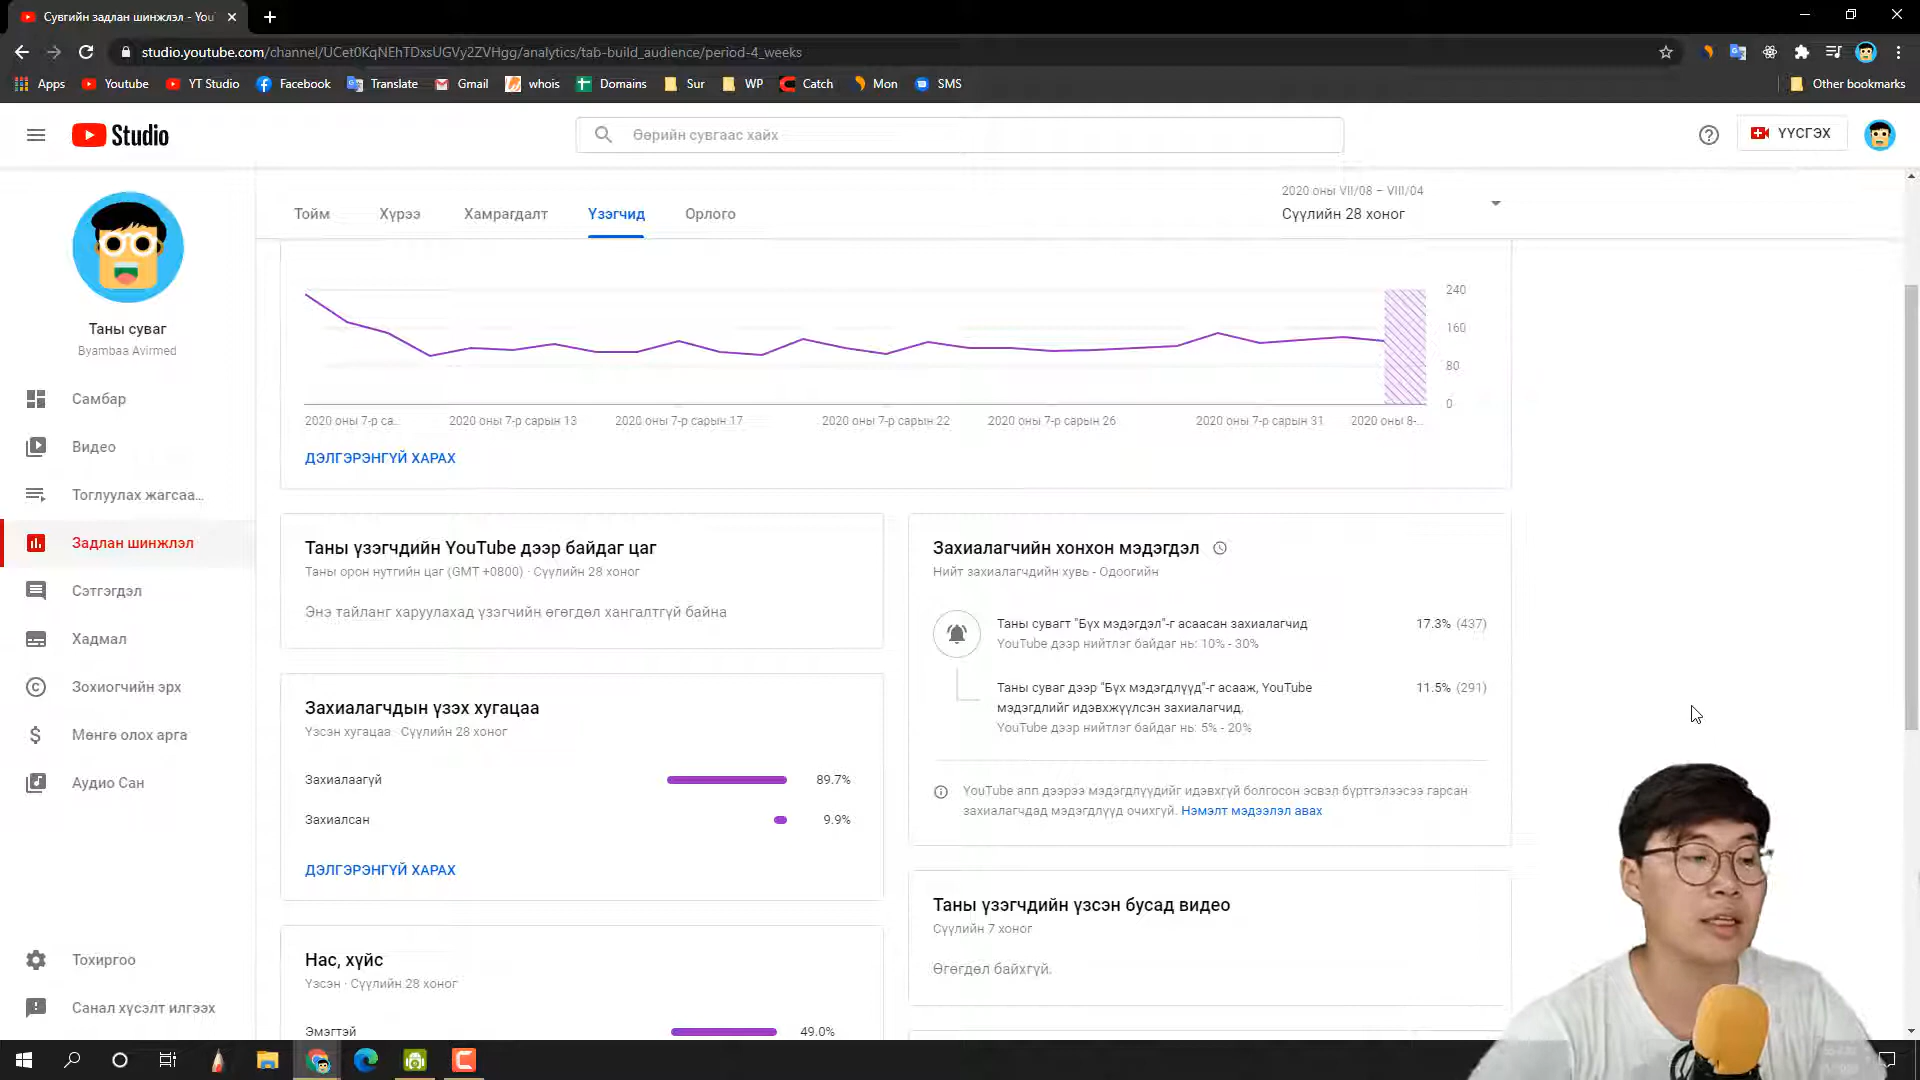 Сувгийн задлан шинжлэл - You
studio.youtube.com/channel/UCet0KqNEhTDxsUGVy2ZVHgg/analytics/tab-build_audience/period-4_weeks
Apps Youtube YT Studio Facebook Translate Gmail whois Domains Sur WP Catch Mon SMS Other bookmarks
Studio
Өөрийн сувгаас хайх
ҮҮСГЭХ
Таны суваг
Byambaa Avirmed
Самбар
Видео
Тоглуулах жагсаа...
Задлан шинжлэл
Сэтгэгдэл
Хадмал
Зохиогчийн эрх
Мөнгө олох арга
Аудио Сан
Тохиргоо
Санал хүсэлт илгээх
Тойм Хүрээ Хамрагдалт Үзэгчид Орлого
2020 оны VII/08 – VIII/04
Сүүлийн 28 хоног
240
160
80
0
2020 оны 7-р са... 2020 оны 7-р сарын 13 2020 оны 7-р сарын 17 2020 оны 7-р сарын 22 2020 оны 7-р сарын 26 2020 оны 7-р сарын 31 2020 оны 8-...
ДЭЛГЭРЭНГҮЙ ХАРАХ
Таны үзэгчдийн YouTube дээр байдаг цаг
Таны орон нутгийн цаг (GMT +0800) · Сүүлийн 28 хоног
Энэ тайланг харуулахад үзэгчийн өгөгдөл хангалтгүй байна
Захиалагчдын үзэх хугацаа
Үзсэн хугацаа · Сүүлийн 28 хоног
Захиалаагүй 89.7%
Захиалсан 9.9%
ДЭЛГЭРЭНГҮЙ ХАРАХ
Нас, хүйс
Үзсэн · Сүүлийн 28 хоног
Эмэгтэй 49.0%
Захиалагчийн хонхон мэдэгдэл
Нийт захиалагчдийн хувь - Одоогийн
Таны сувагт "Бүх мэдэгдэл"-г асаасан захиалагчид 17.3% (437)
YouTube дээр нийтлэг байдаг нь: 10% - 30%
Таны суваг дээр "Бүх мэдэгдлүүд"-г асааж, YouTube 11.5% (291)
мэдэгдлийг идэвхжүүлсэн захиалагчид.
YouTube дээр нийтлэг байдаг нь: 5% - 20%
YouTube апп дээрээ мэдэгдлүүдийг идэвхгүй болгосон эсвэл бүртгэлээсээ гарсан
захиалагчдад мэдэгдлүүд очихгүй. Нэмэлт мэдээлэл авах
Таны үзэгчдийн үзсэн бусад видео
Сүүлийн 7 хоног
Өгөгдөл байхгүй.